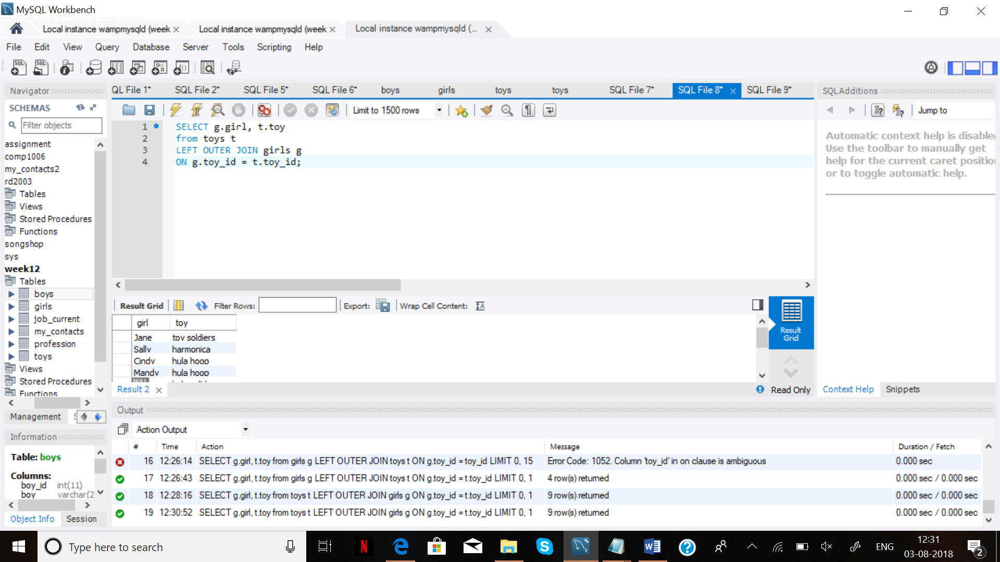 MySQL Workbench
Local instance wampmysqld (week
Local instance wampmysqld (week
Local instance wampmysqld (...
File Edit View Query Database Server Tools Scripting Help
Navigator
QL File 1*
SQL File 2*
SQL File 5*
SQL File 6*
boys
girls
toys
toys
SQL File 7*
SQL File 8*
SQL File 9*
SQLAdditions
SCHEMAS
Filter objects
Limit to 1500 rows
Jump to
assignment
comp1006
my_contacts2
rd2003
Tables
Views
Stored Procedures
Functions
songshop
sys
week12
Tables
boys
girls
job_current
my_contacts
profession
toys
Views
Stored Procedures
Functions
1 SELECT g.girl, t.toy
2 from toys t
3 LEFT OUTER JOIN girls g
4 ON g.toy_id = t.toy_id;
Automatic context help is disable
Use the toolbar to manually get
help for the current caret position
or to toggle automatic help.
Result Grid
Filter Rows:
Export:
Wrap Cell Content:
girl toy
Jane toy soldiers
Sally harmonica
Cindy hula hoop
Mandy hula hoop
Result
Grid
Result 2
Read Only
Context Help
Snippets
Management
Information
Table: boys
Columns:
boy_id int(11)
boy varchar(2
Object Info
Session
Output
Action Output
# Time Action Message Duration / Fetch
16 12:26:14 SELECT g.girl, t.toy from girls g LEFT OUTER JOIN toys t ON g.toy_id = toy_id LIMIT 0, 15 Error Code: 1052. Column 'toy_id' in on clause is ambiguous 0.000 sec
17 12:26:43 SELECT g.girl, t.toy from girls g LEFT OUTER JOIN toys t ON g.toy_id = t.toy_id LIMIT 0, 1 4 row(s) returned 0.000 sec / 0.000 sec
18 12:28:16 SELECT g.girl, t.toy from toys t LEFT OUTER JOIN girls g ON g.toy_id = t.toy_id LIMIT 0, 1 9 row(s) returned 0.000 sec / 0.000 sec
19 12:30:52 SELECT g.girl, t.toy from toys t LEFT OUTER JOIN girls g ON g.toy_id = t.toy_id LIMIT 0, 1 9 row(s) returned 0.000 sec / 0.000 sec
Type here to search
ENG
12:31
03-08-2018
2